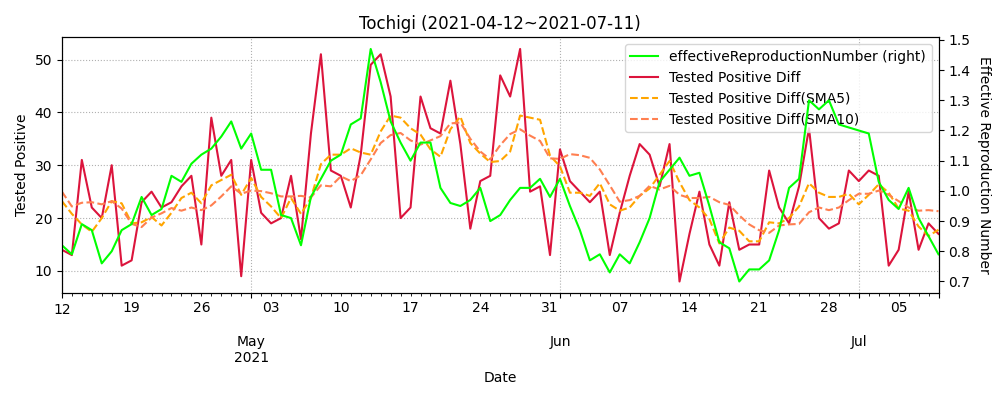 Tochigi (2021-04-12~2021-07-11)
effectiveReproductionNumber (right)
Tested Positive Diff
Tested Positive Diff(SMA5)
Tested Positive Diff(SMA10)
Tested Positive
50
40
30
20
10
1.5
1.4
1.3
1.2
1.1
1.0
0.9
0.8
0.7
Effective Reproduction Number
12 19 26 03 10 17 24 31 07 14 21 28 05
May Jun Jul
2021
Date